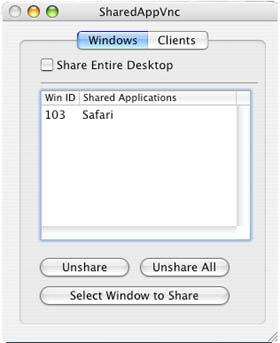 SharedAppVnc
Windows Clients
Share Entire Desktop
Win ID Shared Applications
103 Safari
Unshare Unshare All
Select Window to Share